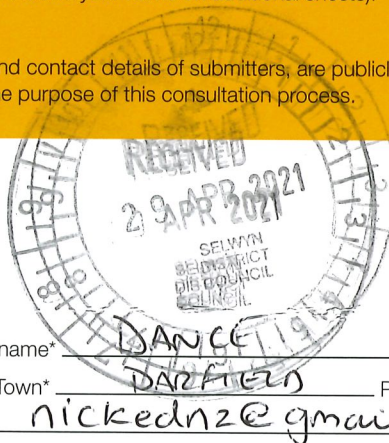 nd contact details of submitters, are publicl
e purpose of this consultation process.
RECEIVED
29 APR 2021
SELWYN
DISTRICT
COUNCIL
name* DANCE
Town* DARFIELD
nickednz@gmai